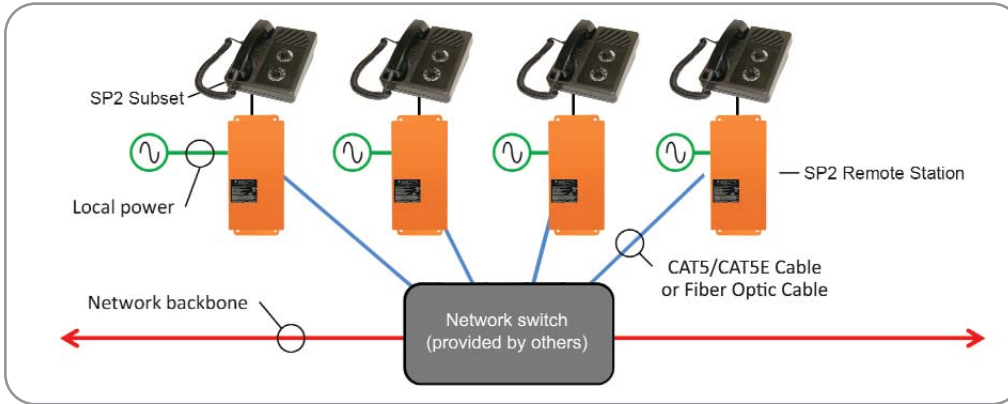 SP2 Subset
SP2 Remote Station
Local power
CAT5/CAT5E Cable
or Fiber Optic Cable
Network backbone
Network switch
(provided by others)